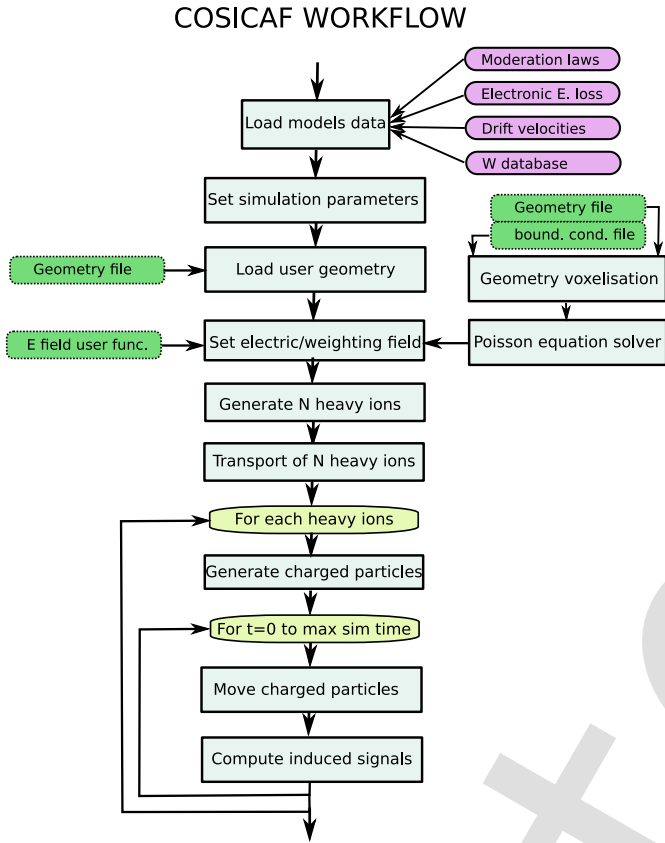 COSICAF WORKFLOW
Moderation laws
Electronic E. loss
Load models data
Drift velocities
W database
Set simulation parameters
Geometry file
bound. cond. file
Geometry file
Load user geometry
Geometry voxelisation
E field user func.
Set electric/weighting field
Poisson equation solver
Generate N heavy ions
Transport of N heavy ions
For each heavy ions
Generate charged particles
For t=0 to max sim time
Move charged particles
Compute induced signals